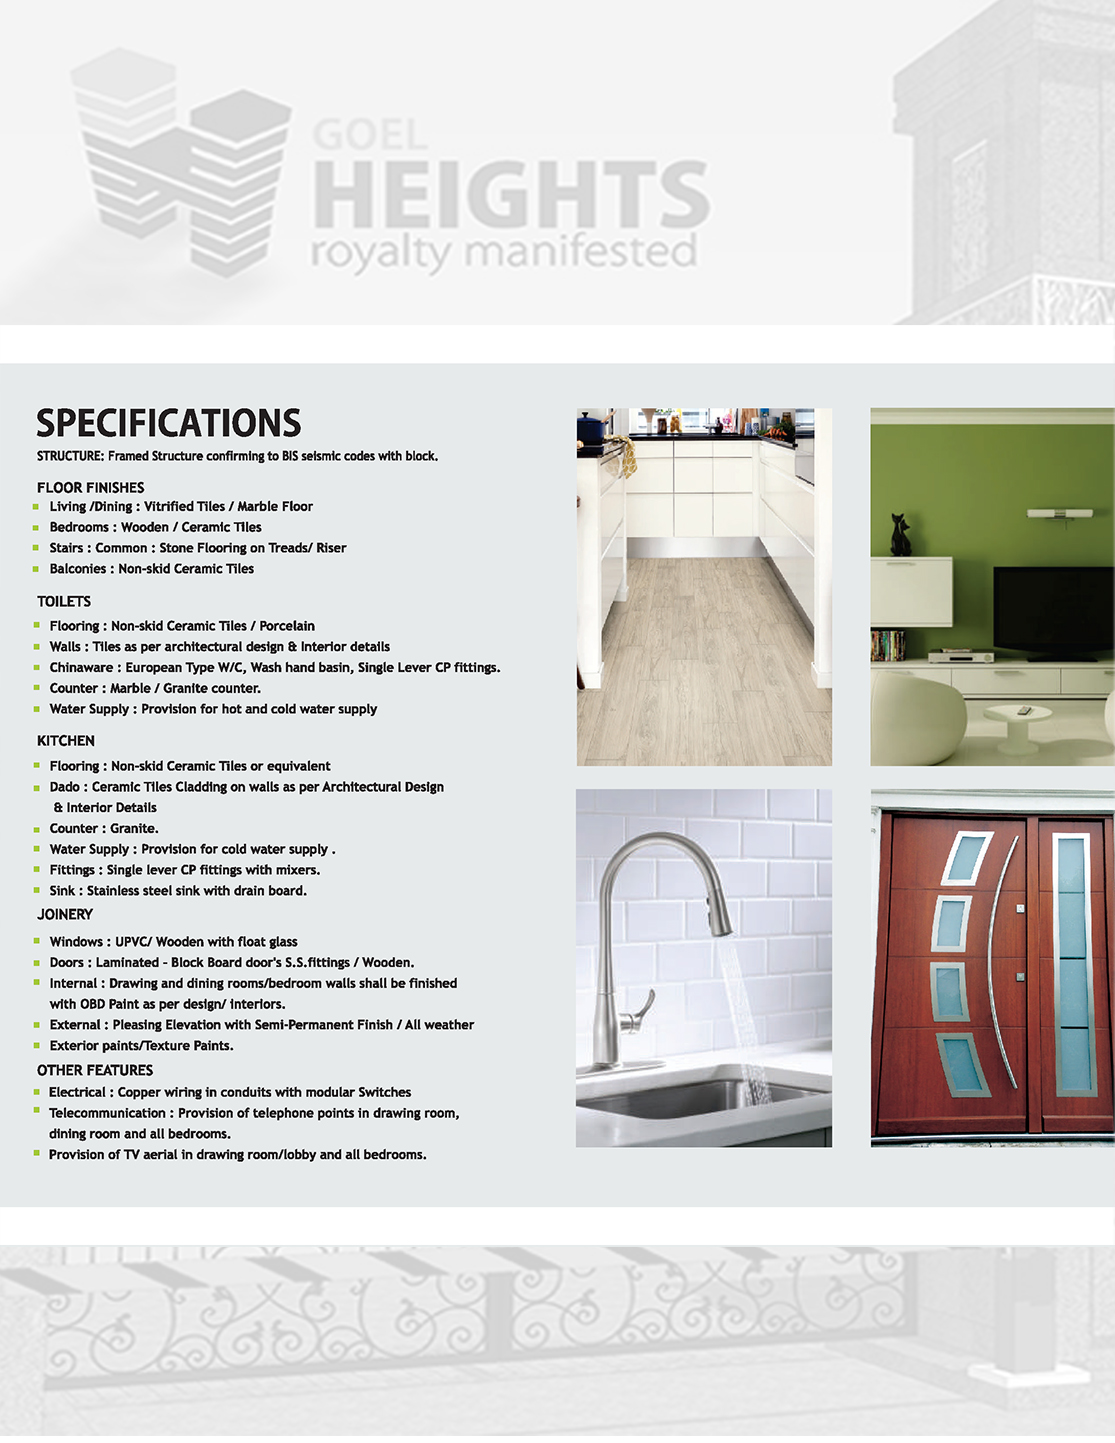 GOEL
HEIGHTS
royalty manifested
SPECIFICATIONS
STRUCTURE: Framed Structure confirming to BIS seismic codes with block.
FLOOR FINISHES
Living /Dining : Vitrified Tiles / Marble Floor
Bedrooms : Wooden / Ceramic Tiles
Stairs : Common : Stone Flooring on Treads/ Riser
Balconies : Non-skid Ceramic Tiles
TOILETS
Flooring : Non-skid Ceramic Tiles / Porcelain
Walls : Tiles as per architectural design & Interior details
Chinaware : European Type W/C, Wash hand basin, Single Lever CP fittings.
Counter : Marble / Granite counter.
Water Supply : Provision for hot and cold water supply
KITCHEN
Flooring : Non-skid Ceramic Tiles or equivalent
Dado : Ceramic Tiles Cladding on walls as per Architectural Design
& Interior Details
Counter : Granite.
Water Supply : Provision for cold water supply .
Fittings : Single lever CP fittings with mixers.
Sink : Stainless steel sink with drain board.
JOINERY
Windows : UPVC/ Wooden with float glass
Doors : Laminated - Block Board door's S.S.fittings / Wooden.
Internal : Drawing and dining rooms/bedroom walls shall be finished
with OBD Paint as per design/ interiors.
External : Pleasing Elevation with Semi-Permanent Finish / All weather
Exterior paints/Texture Paints.
OTHER FEATURES
Electrical : Copper wiring in conduits with modular Switches
Telecommunication : Provision of telephone points in drawing room,
dining room and all bedrooms.
Provision of TV aerial in drawing room/lobby and all bedrooms.